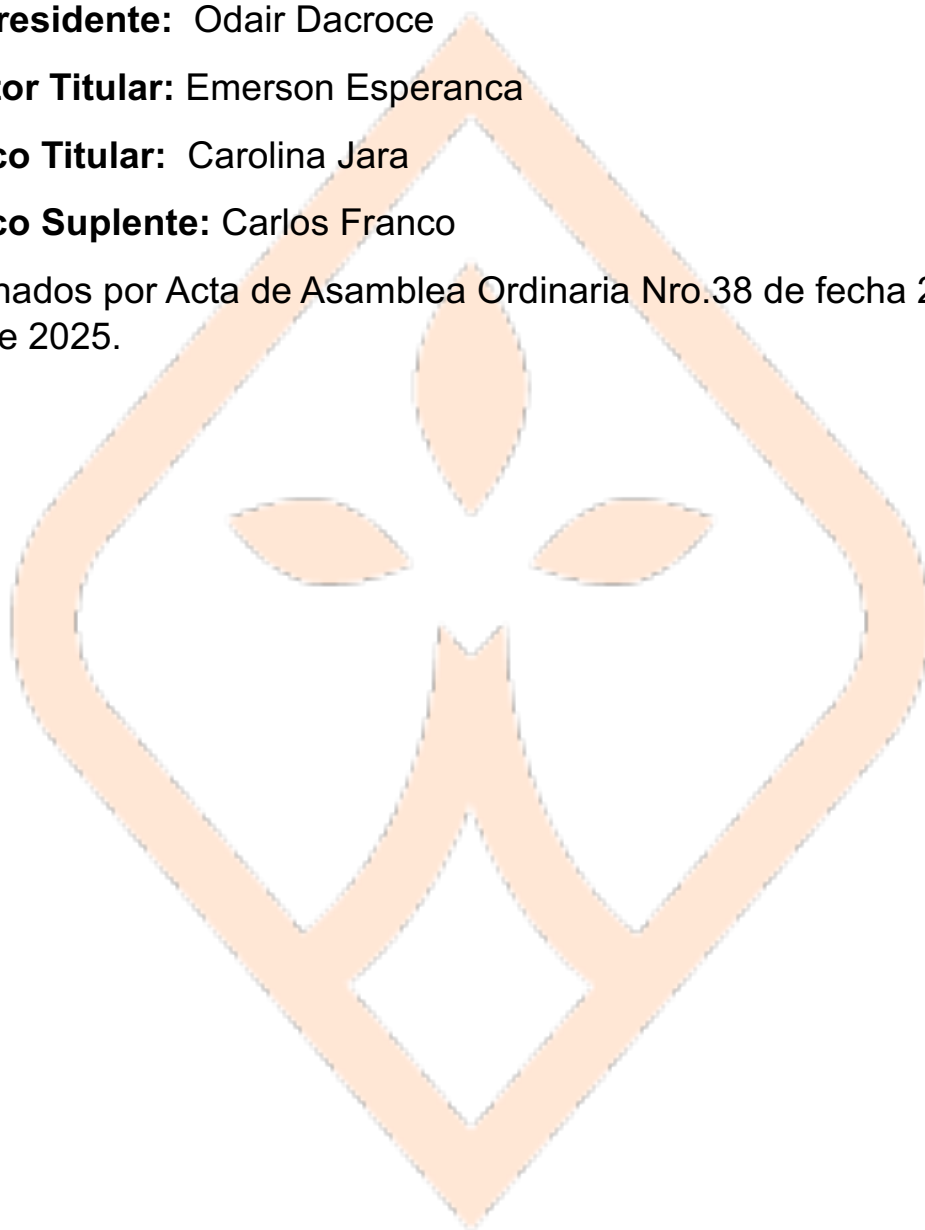 residente: Odair Dacroce
tor Titular: Emerson Esperanca
co Titular: Carolina Jara
co Suplente: Carlos Franco
nados por Acta de Asamblea Ordinaria Nro.38 de fecha 2
e 2025.